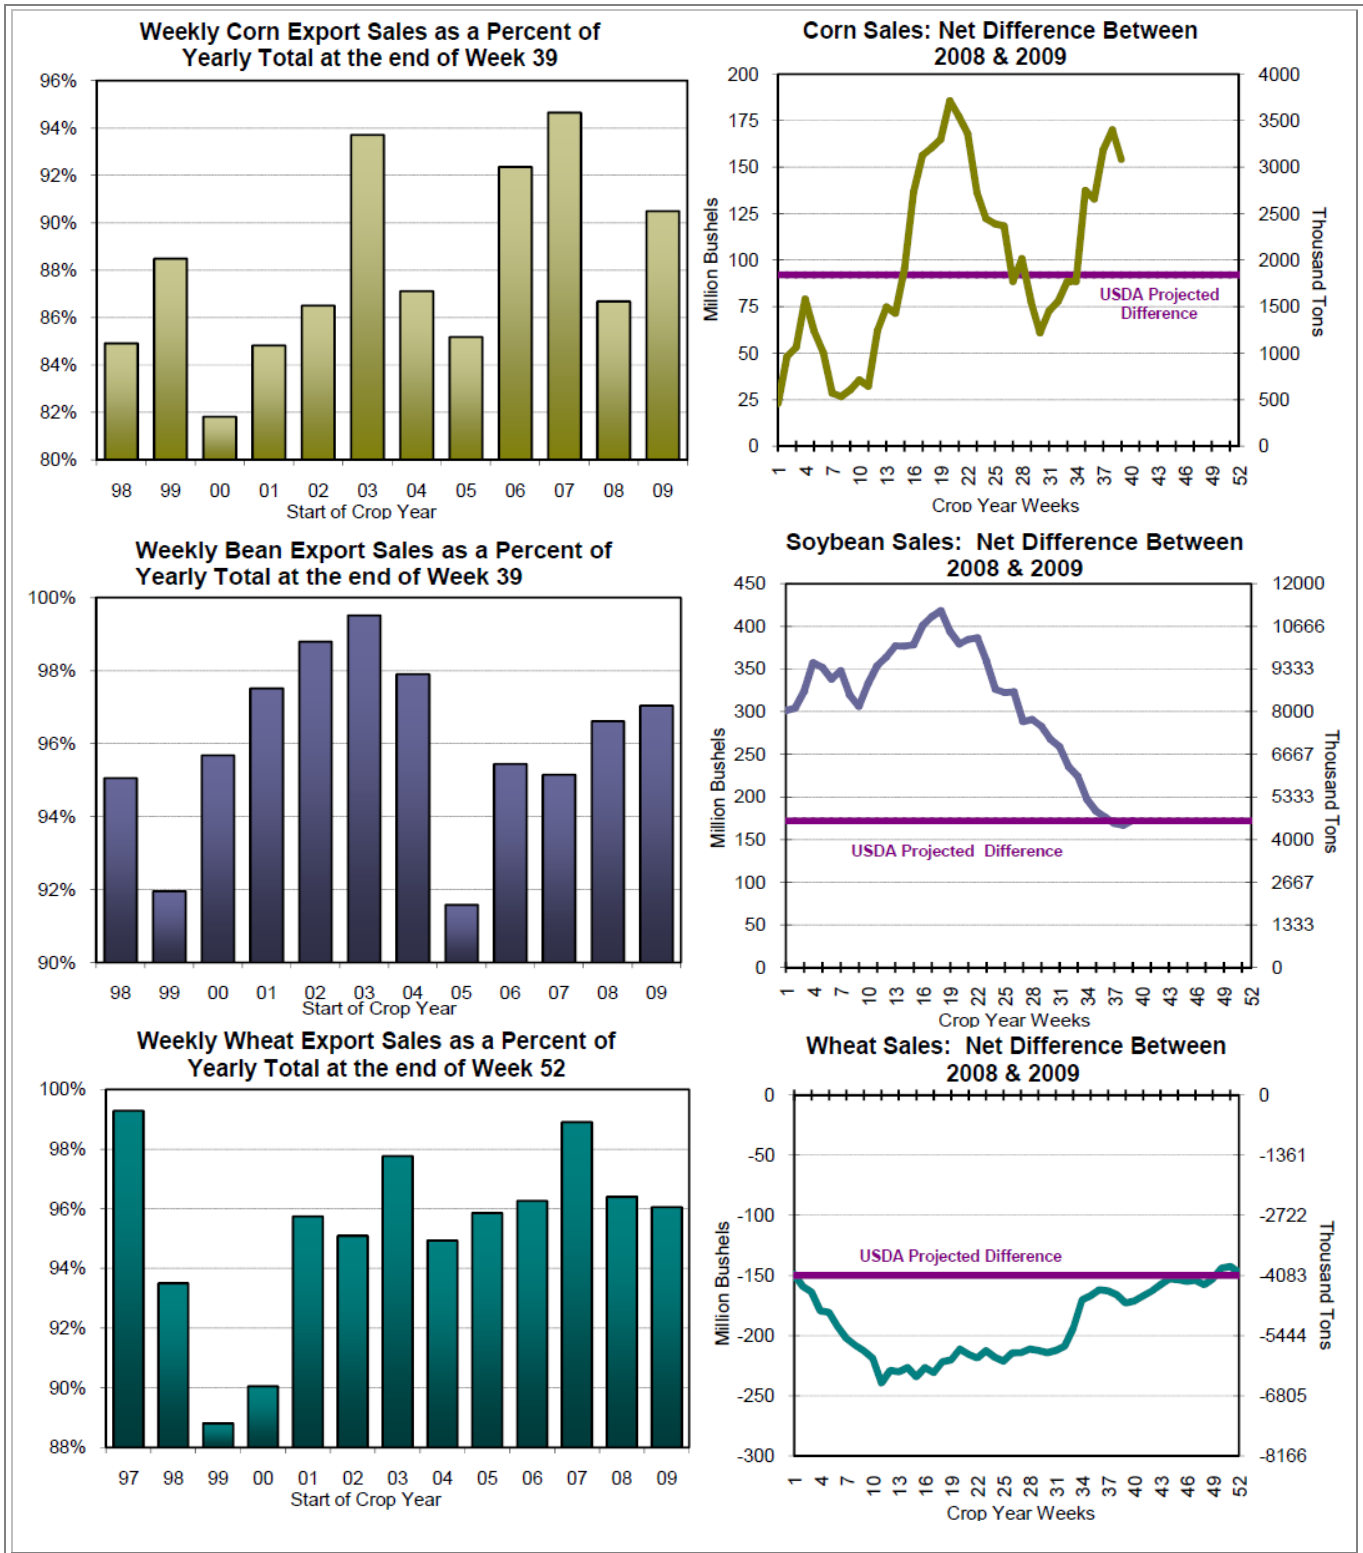 Weekly Corn Export Sales as a Percent of
Yearly Total at the end of Week 39
96%
94%
92%
90%
88%
86%
84%
82%
80%
98 99 00 01 02 03 04 05 06 07 08 09
Start of Crop Year
Corn Sales: Net Difference Between
2008 & 2009
200
175
150
125
100
75
50
25
0
Million Bushels
4000
3500
3000
2500
2000
1500
1000
500
0
Thousand Tons
USDA Projected
Difference
1 4 7 10 13 16 19 22 25 28 31 34 37 40 43 46 49 52
Crop Year Weeks
Weekly Bean Export Sales as a Percent of
Yearly Total at the end of Week 39
100%
98%
96%
94%
92%
90%
98 99 00 01 02 03 04 05 06 07 08 09
Start of Crop Year
Soybean Sales: Net Difference Between
2008 & 2009
450
400
350
300
250
200
150
100
50
0
Million Bushels
12000
10666
9333
8000
6667
5333
4000
2667
1333
0
Thousand Tons
USDA Projected Difference
1 4 7 10 13 16 19 22 25 28 31 34 37 40 43 46 49 52
Crop Year Weeks
Weekly Wheat Export Sales as a Percent of
Yearly Total at the end of Week 52
100%
98%
96%
94%
92%
90%
88%
97 98 99 00 01 02 03 04 05 06 07 08 09
Start of Crop Year
Wheat Sales: Net Difference Between
2008 & 2009
0
-50
-100
-150
-200
-250
-300
Million Bushels
0
-1361
-2722
-4083
-5444
-6805
-8166
Thousand Tons
USDA Projected Difference
1 4 7 10 13 16 19 22 25 28 31 34 37 40 43 46 49 52
Crop Year Weeks